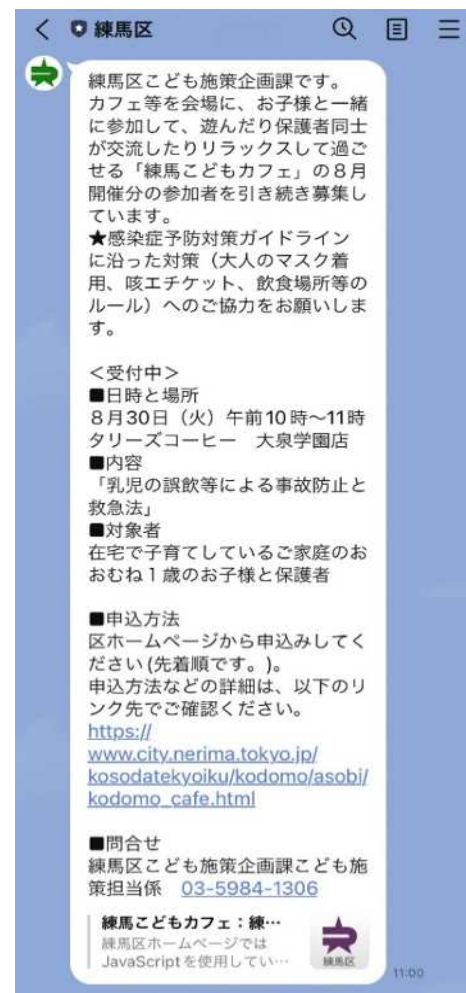 練馬区
練馬区こども施策企画課です。
カフェ等を会場に、お子様と一緒
に参加して、遊んだり保護者同士
が交流したりリラックスして過ご
せる「練馬こどもカフェ」の８月
開催分の参加者を引き続き募集し
ています。
★感染症予防対策ガイドライン
に沿った対策（大人のマスク着
用、咳エチケット、飲食場所等の
ルール）へのご協力をお願いしま
す。
＜受付中＞
■日時と場所
８月30日（火）午前10時～11時
タリーズコーヒー　大泉学園店
■内容
「乳児の誤飲等による事故防止と
救急法」
■対象者
在宅で子育てしているご家庭のお
おむね１歳のお子様と保護者
■申込方法
区ホームページから申込みしてく
ださい(先着順です。)。
申込方法などの詳細は、以下のリ
ンク先でご確認ください。
https://
www.city.nerima.tokyo.jp/
kosodatekyoiku/kodomo/asobi/
kodomo_cafe.html
■問合せ
練馬区こども施策企画課こども施
策担当係　03-5984-1306
練馬こどもカフェ：練…
練馬区ホームページでは
JavaScriptを使用してい…
練馬区
11:00